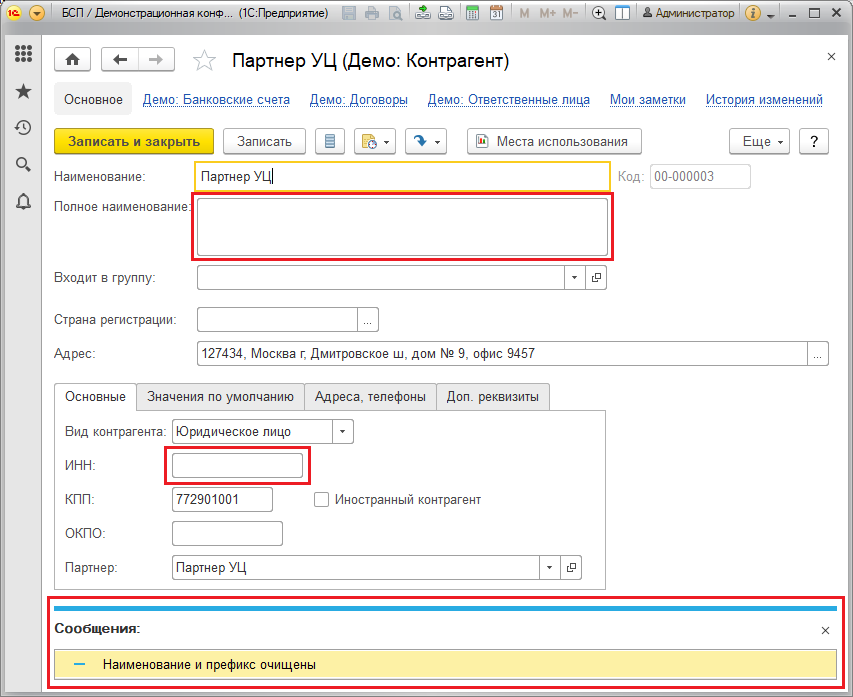 БСП / Демонстрационная конф... (1С:Предприятие) M M+ M- 31 Администратор
Партнер УЦ (Демо: Контрагент)
Основное Демо: Банковские счета Демо: Договоры Демо: Ответственные лица Мои заметки История изменений
Записать и закрыть Записать Места использования Еще ?
Наименование: Партнер УЦ Код: 00-000003
Полное наименование:
Входит в группу:
Страна регистрации: ...
Адрес: 127434, Москва г, Дмитровское ш, дом № 9, офис 9457 ...
Основные Значения по умолчанию Адреса, телефоны Доп. реквизиты
Вид контрагента: Юридическое лицо
ИНН:
КПП: 772901001 Иностранный контрагент
ОКПО:
Партнер: Партнер УЦ
Сообщения:
Наименование и префикс очищены